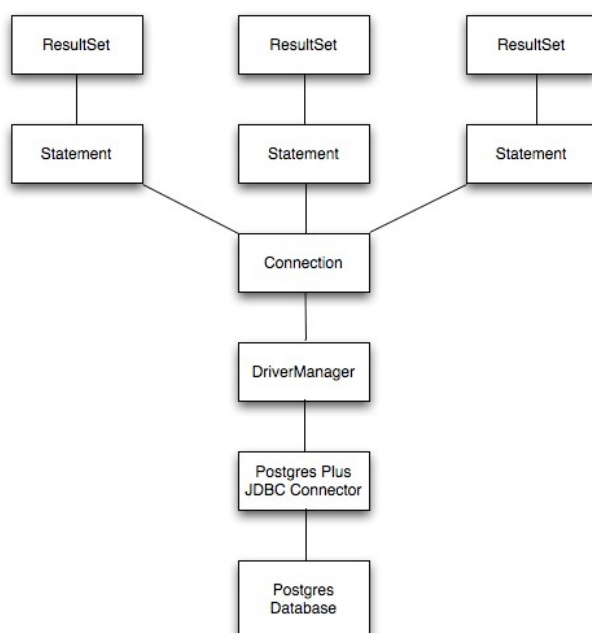 ResultSet
ResultSet
ResultSet
Statement
Statement
Statement
Connection
DriverManager
Postgres Plus
JDBC Connector
Postgres
Database